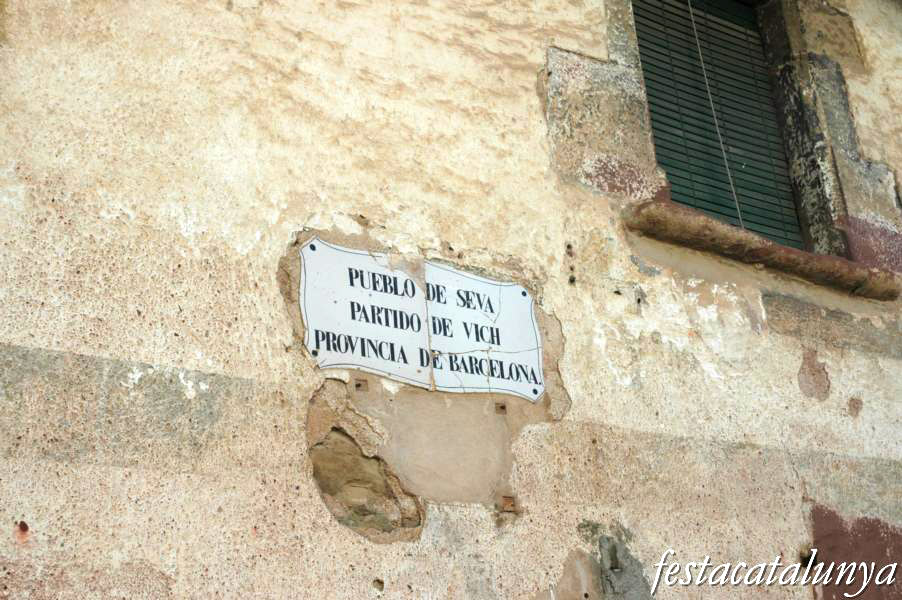 PUEBLO DE SEVA
PARTIDO DE VICH
PROVINCIA DE BARCELONA.
festacatalunya